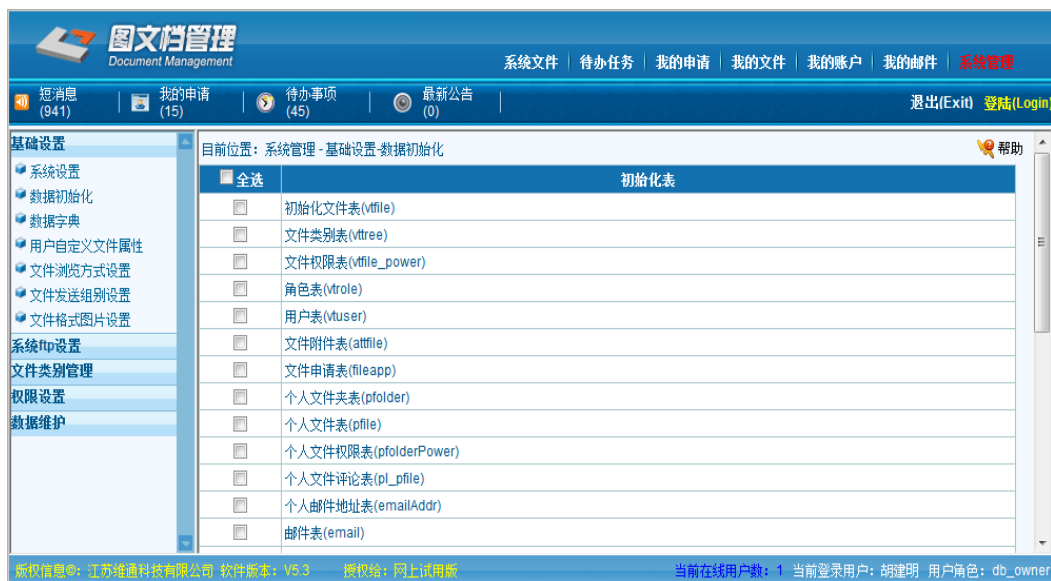 图文档管理
Document Management
系统文件 待办任务 我的申请 我的文件 我的账户 我的邮件 系统管理
短消息
(941)
我的申请
(15)
待办事项
(45)
最新公告
(0)
退出(Exit) 登陆(Login)
基础设置
系统设置
数据初始化
数据字典
用户自定义文件属性
文件浏览方式设置
文件发送组别设置
文件格式图片设置
系统ftp设置
文件类别管理
权限设置
数据维护
目前位置：系统管理 - 基础设置-数据初始化
帮助
全选 初始化表
初始化文件表(vtfile)
文件类别表(vttree)
文件权限表(vtfile_power)
角色表(vtrole)
用户表(vtuser)
文件附件表(attfile)
文件申请表(fileapp)
个人文件夹表(pfolder)
个人文件表(pfile)
个人文件权限表(pfolderPower)
个人文件评论表(pl_pfile)
个人邮件地址表(emailAddr)
邮件表(email)
版权信息©：江苏维通科技有限公司 软件版本：V5.3 授权给：网上试用版 当前在线用户数：1 当前登录用户：胡建明 用户角色：db_owner